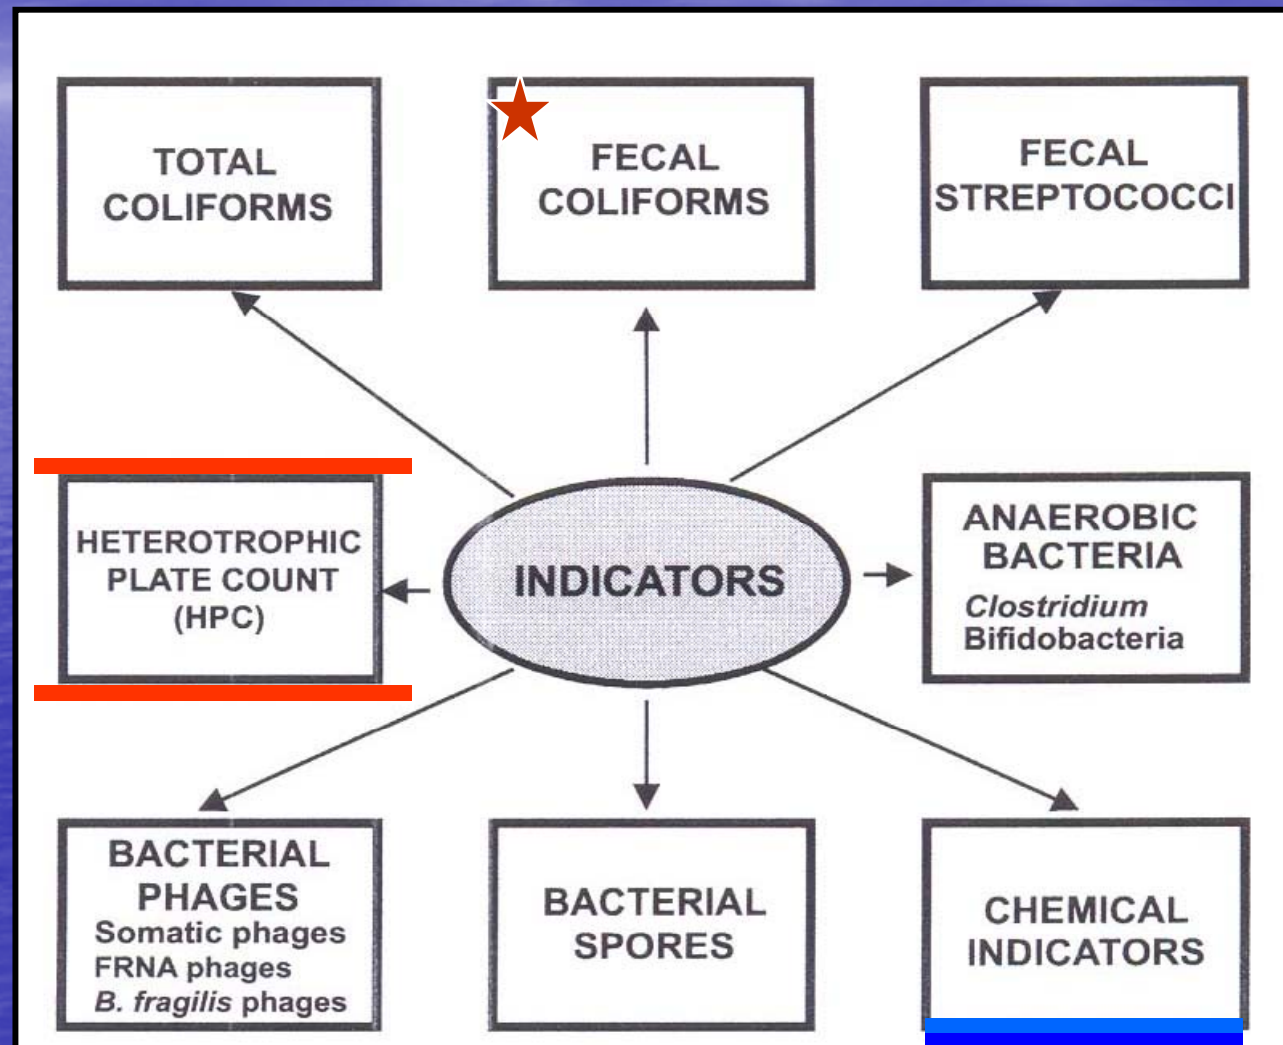 TOTAL
COLIFORMS
FECAL
COLIFORMS
FECAL
STREPTOCOCCI
HETEROTROPHIC
PLATE COUNT
(HPC)
INDICATORS
ANAEROBIC
BACTERIA
Clostridium
Bifidobacteria
BACTERIAL
PHAGES
Somatic phages
FRNA phages
B. fragilis phages
BACTERIAL
SPORES
CHEMICAL
INDICATORS